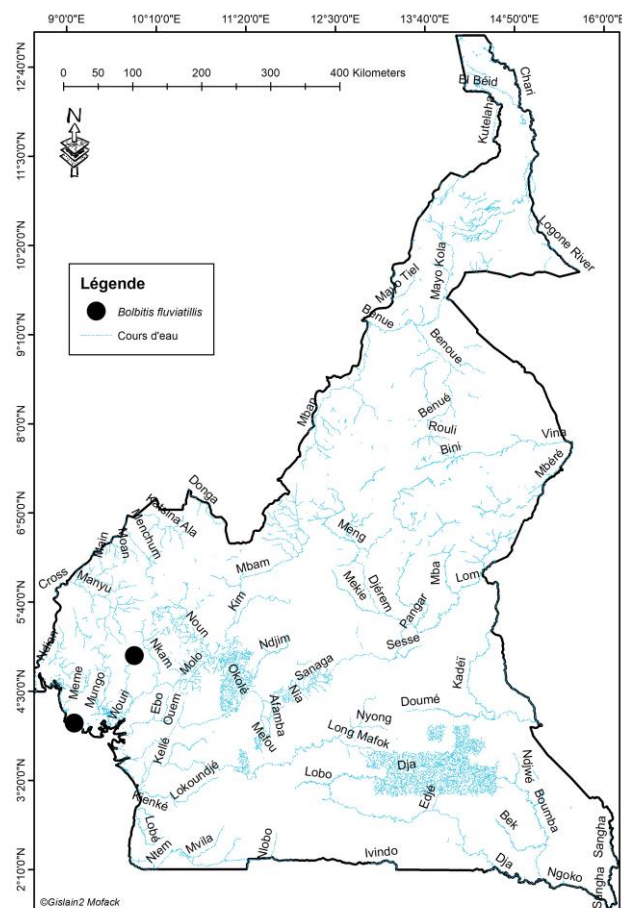 9°0'0"E 10°10'0"E 11°20'0"E 12°30'0"E 13°40'0"E 14°50'0"E 16°0'0"E
12°40'0"N
0 50 100 200 300 400 Kilometers
El Béid
Chari
Kutelaha
N
11°30'0"N
10°20'0"N
Logone River
Mayo Tiel
Mayo Kola
Légende
Bolbitis fluviatillis
Cours d'eau
9°10'0"N
Benue
Benoue
Mban
Benué
8°0'0"N
Rouli
Vina
Bini
Mbéré
Donga
Katsina Ala
6°50'0"N
Menchum
Moan
Main
Meng
Mbam
Cross
Manyu
Mekie
Djérem
Mba
Lom
5°40'0"N
Kim
Pangar
Noun
Ndian
Nkam
Ndjim
Sesse
Molo
Meme
Mungo
Wouri
Okolé
Sanaga
Nia
Kadéï
4°30'0"N
Ebo
Ouem
Afamba
Doumé
Nyong
Mefou
Long Mafok
Kellé
Dja
Ndjwé
3°20'0"N
Lokoundjé
Lobo
Kienké
Edjé
Boumba
Bek
Lobé
Mvila
Ntem
Nlobo
Ivindo
Sangha
2°10'0"N
Dja
Ngoko
Sangha
©Gislain2 Mofack